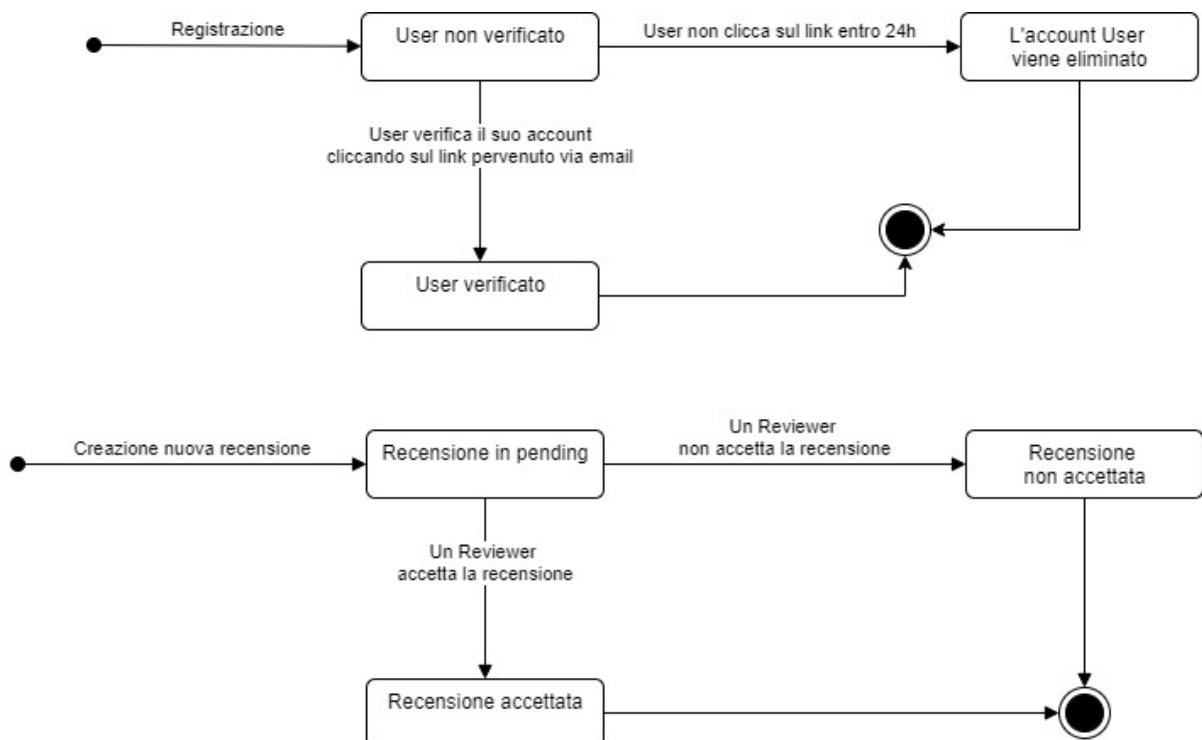 Registrazione
User non verificato
User non clicca sul link entro 24h
L'account User
viene eliminato
User verifica il suo account
cliccando sul link pervenuto via email
User verificato
Creazione nuova recensione
Recensione in pending
Un Reviewer
non accetta la recensione
Recensione
non accettata
Un Reviewer
accetta la recensione
Recensione accettata